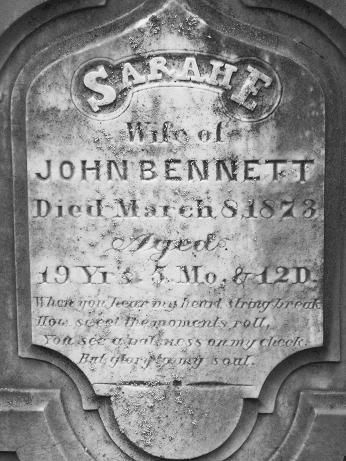 SARAH E
Wife of
JOHN BENNETT
Died March 8, 1873
Aged
19 Yrs 5 Mo. & 12 D.
When you hear my heart string break
How sweet the moments roll,
You see a paleness on my cheek,
But glory in my soul.